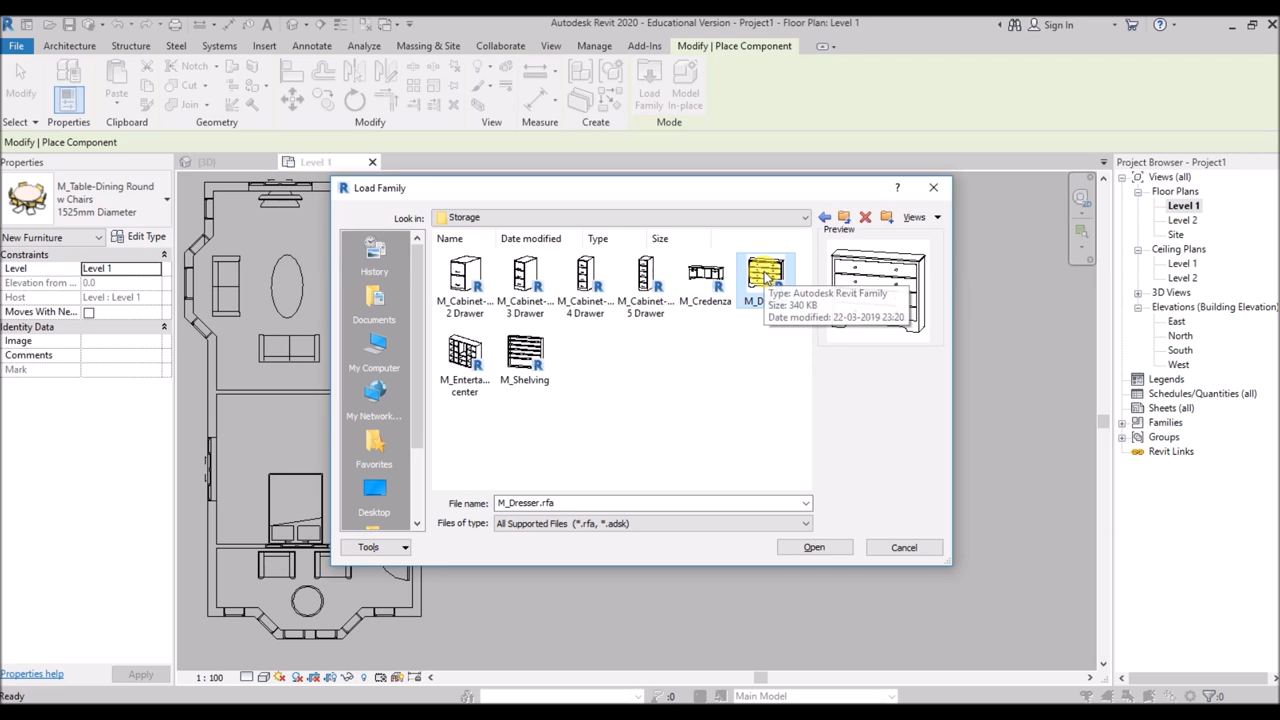 Autodesk Revit 2020 - Educational Version - Project1 - Floor Plan: Level 1
Sign In
File Architecture Structure Steel Systems Insert Annotate Analyze Massing & Site Collaborate View Manage Add-Ins Modify | Place Component
Modify
Paste
Notch
Cut
Join
Load
Family
Model
In-place
Select Properties Clipboard Geometry Modify View Measure Create Mode
Modify | Place Component
Properties
M_Table-Dining Round
w Chairs
1525mm Diameter
New Furniture Edit Type
Constraints
Level Level 1
Elevation from ... 0.0
Host Level : Level 1
Moves With Ne...
Identity Data
Image
Comments
Mark
Properties help Apply
{3D} Level 1
Load Family
Look in: Storage Views
Name Date modified Type Size
Preview
M_Cabinet-...
2 Drawer
M_Cabinet-...
3 Drawer
M_Cabinet-...
4 Drawer
M_Cabinet-...
5 Drawer
M_Credenza
M_D
Type: Autodesk Revit Family
Size: 340 KB
Date modified: 22-03-2019 23:20
M_Enterta...
center
M_Shelving
History
Documents
My Computer
My Network...
Favorites
Desktop
File name: M_Dresser.rfa
Files of type: All Supported Files (*.rfa, *.adsk)
Tools Open Cancel
Project Browser - Project1
Views (all)
Floor Plans
Level 1
Level 2
Site
Ceiling Plans
Level 1
Level 2
3D Views
Elevations (Building Elevation)
East
North
South
West
Legends
Schedules/Quantities (all)
Sheets (all)
Families
Groups
Revit Links
1 : 100
Ready
:0
Main Model
:0